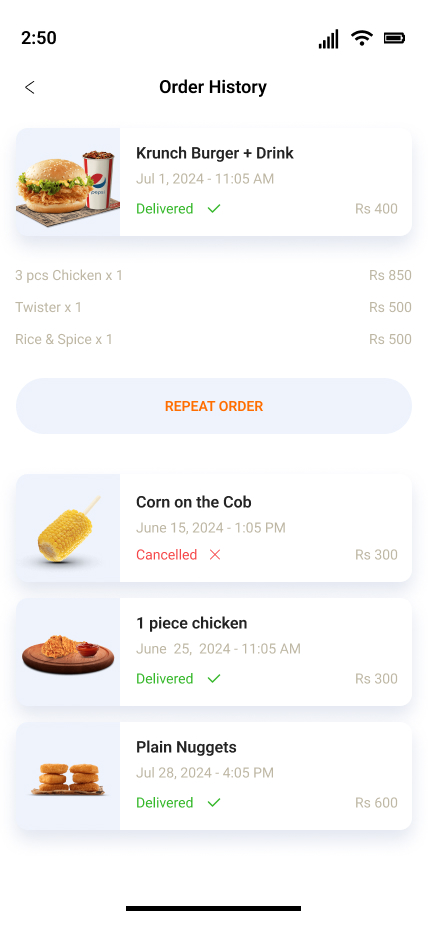 2:50
Order History
Krunch Burger + Drink
Jul 1, 2024 - 11:05 AM
Delivered Rs 400
3 pcs Chicken x 1 Rs 850
Twister x 1 Rs 500
Rice & Spice x 1 Rs 500
REPEAT ORDER
Corn on the Cob
June 15, 2024 - 1:05 PM
Cancelled Rs 300
1 piece chicken
June 25, 2024 - 11:05 AM
Delivered Rs 300
Plain Nuggets
Jul 28, 2024 - 4:05 PM
Delivered Rs 600